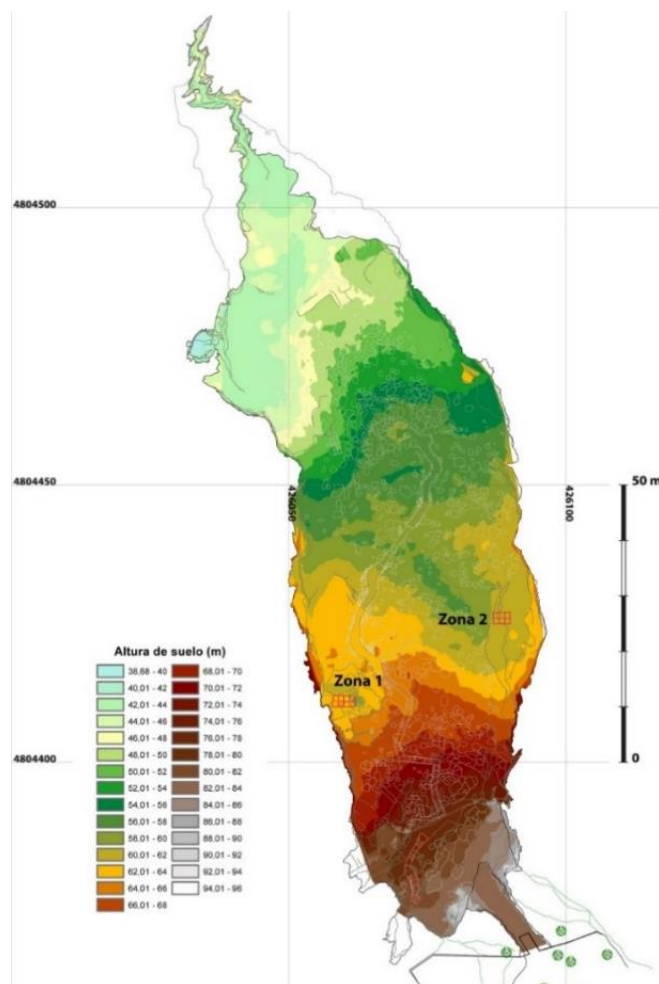 4804500
4804450
426050
426100
50 m
Zona 2
Altura de suelo (m)
Zona 1
38,68 - 40
40,01 - 42
42,01 - 44
44,01 - 46
46,01 - 48
48,01 - 50
50,01 - 52
52,01 - 54
54,01 - 56
56,01 - 58
58,01 - 60
60,01 - 62
62,01 - 64
64,01 - 66
66,01 - 68
68,01 - 70
70,01 - 72
72,01 - 74
74,01 - 76
76,01 - 78
78,01 - 80
80,01 - 82
82,01 - 84
84,01 - 86
86,01 - 88
88,01 - 90
90,01 - 92
92,01 - 94
94,01 - 96
4804400
0